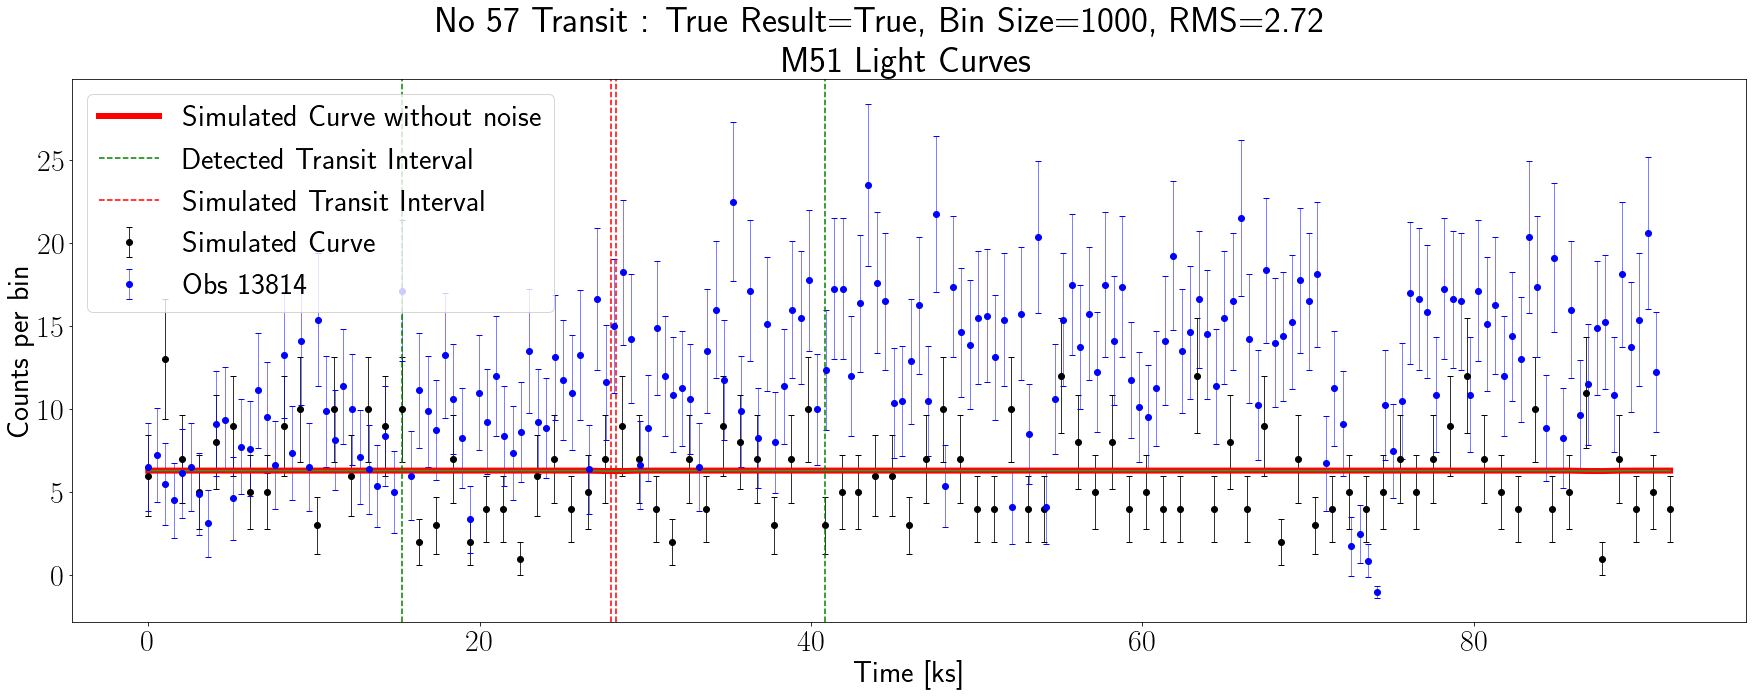 No 57 Transit : True Result=True, Bin Size=1000, RMS=2.72
M51 Light Curves
Simulated Curve without noise
Detected Transit Interval
Simulated Transit Interval
Simulated Curve
Obs 13814
Counts per bin
25
20
15
10
5
0
0 20 40 60 80
Time [ks]